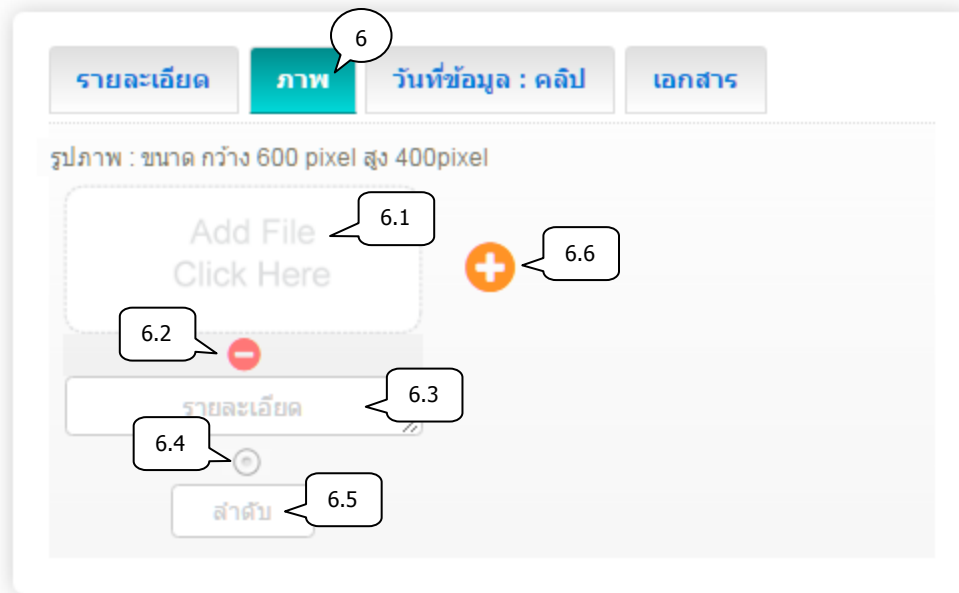 6
รายละเอียด ภาพ วันที่ข้อมูล : คลิป เอกสาร
รูปภาพ : ขนาด กว้าง 600 pixel สูง 400pixel
Add File
Click Here
6.1
6.6
6.2
รายละเอียด
6.3
6.4
ลำดับ
6.5